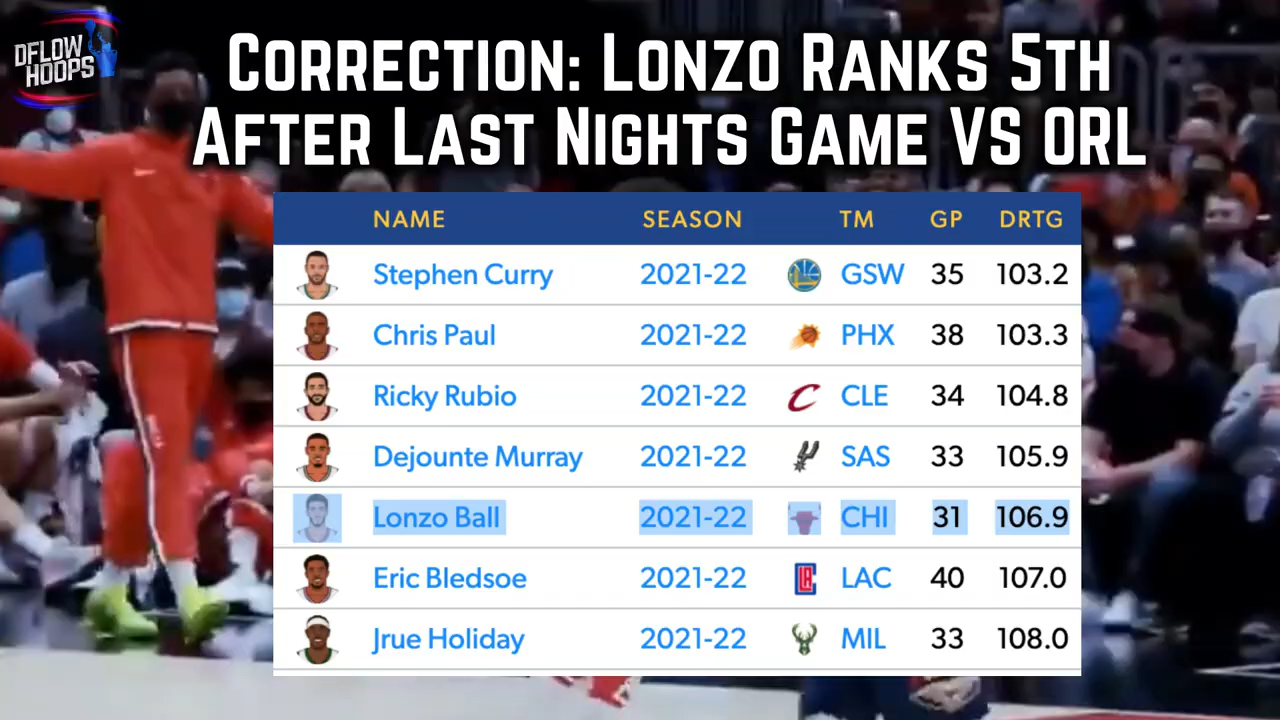 DFLOW
HOOPS
CORRECTION: LONZO RANKS 5TH
AFTER LAST NIGHTS GAME VS ORL
NAME SEASON TM GP DRTG
Stephen Curry 2021-22 GSW 35 103.2
Chris Paul 2021-22 PHX 38 103.3
Ricky Rubio 2021-22 CLE 34 104.8
Dejounte Murray 2021-22 SAS 33 105.9
Lonzo Ball 2021-22 CHI 31 106.9
Eric Bledsoe 2021-22 LAC 40 107.0
Jrue Holiday 2021-22 MIL 33 108.0